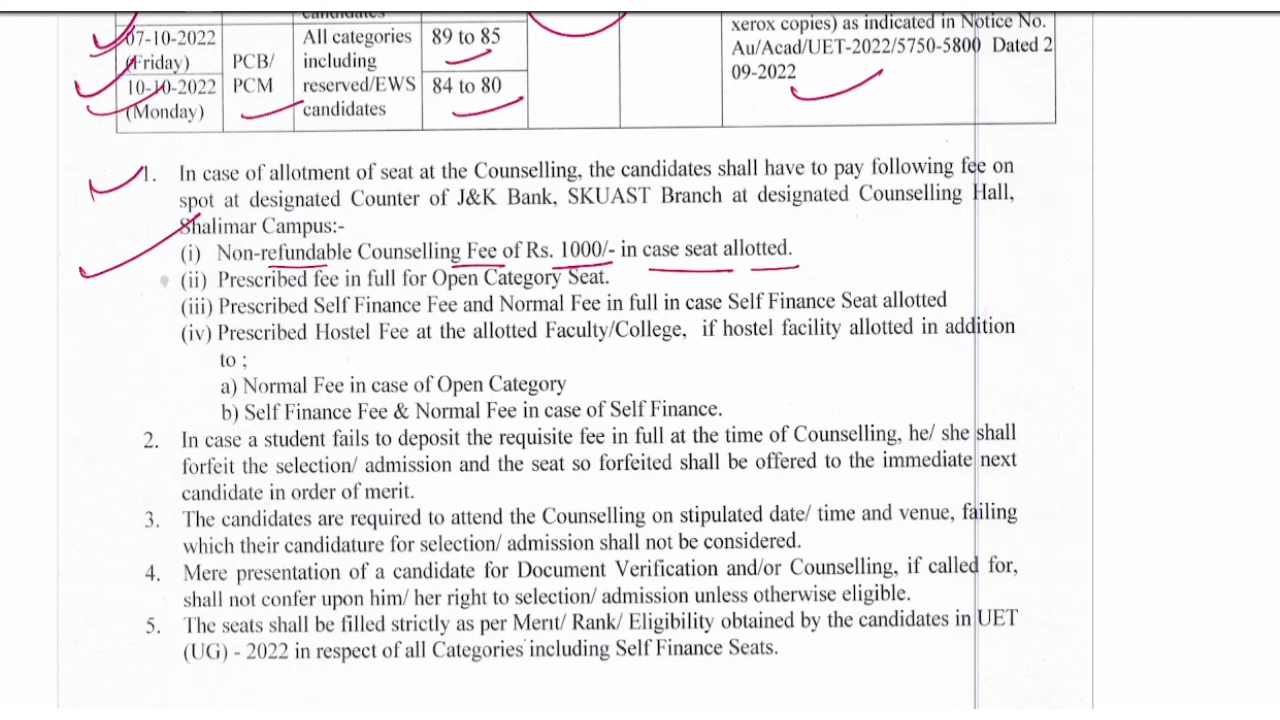 candidates
07-10-2022
(Friday)
10-10-2022
(Monday)
PCB/
PCM
All categories
including
reserved/EWS
candidates
89 to 85
84 to 80
xerox copies) as indicated in Notice No.
Au/Acad/UET-2022/5750-5800 Dated 2
09-2022
1. In case of allotment of seat at the Counselling, the candidates shall have to pay following fee on
spot at designated Counter of J&K Bank, SKUAST Branch at designated Counselling Hall,
Shalimar Campus:-
(i) Non-refundable Counselling Fee of Rs. 1000/- in case seat allotted.
(ii) Prescribed fee in full for Open Category Seat.
(iii) Prescribed Self Finance Fee and Normal Fee in full in case Self Finance Seat allotted
(iv) Prescribed Hostel Fee at the allotted Faculty/College, if hostel facility allotted in addition
to ;
a) Normal Fee in case of Open Category
b) Self Finance Fee & Normal Fee in case of Self Finance.
2. In case a student fails to deposit the requisite fee in full at the time of Counselling, he/ she shall
forfeit the selection/ admission and the seat so forfeited shall be offered to the immediate next
candidate in order of merit.
3. The candidates are required to attend the Counselling on stipulated date/ time and venue, failing
which their candidature for selection/ admission shall not be considered.
4. Mere presentation of a candidate for Document Verification and/or Counselling, if called for,
shall not confer upon him/ her right to selection/ admission unless otherwise eligible.
5. The seats shall be filled strictly as per Merit/ Rank/ Eligibility obtained by the candidates in UET
(UG) - 2022 in respect of all Categories including Self Finance Seats.